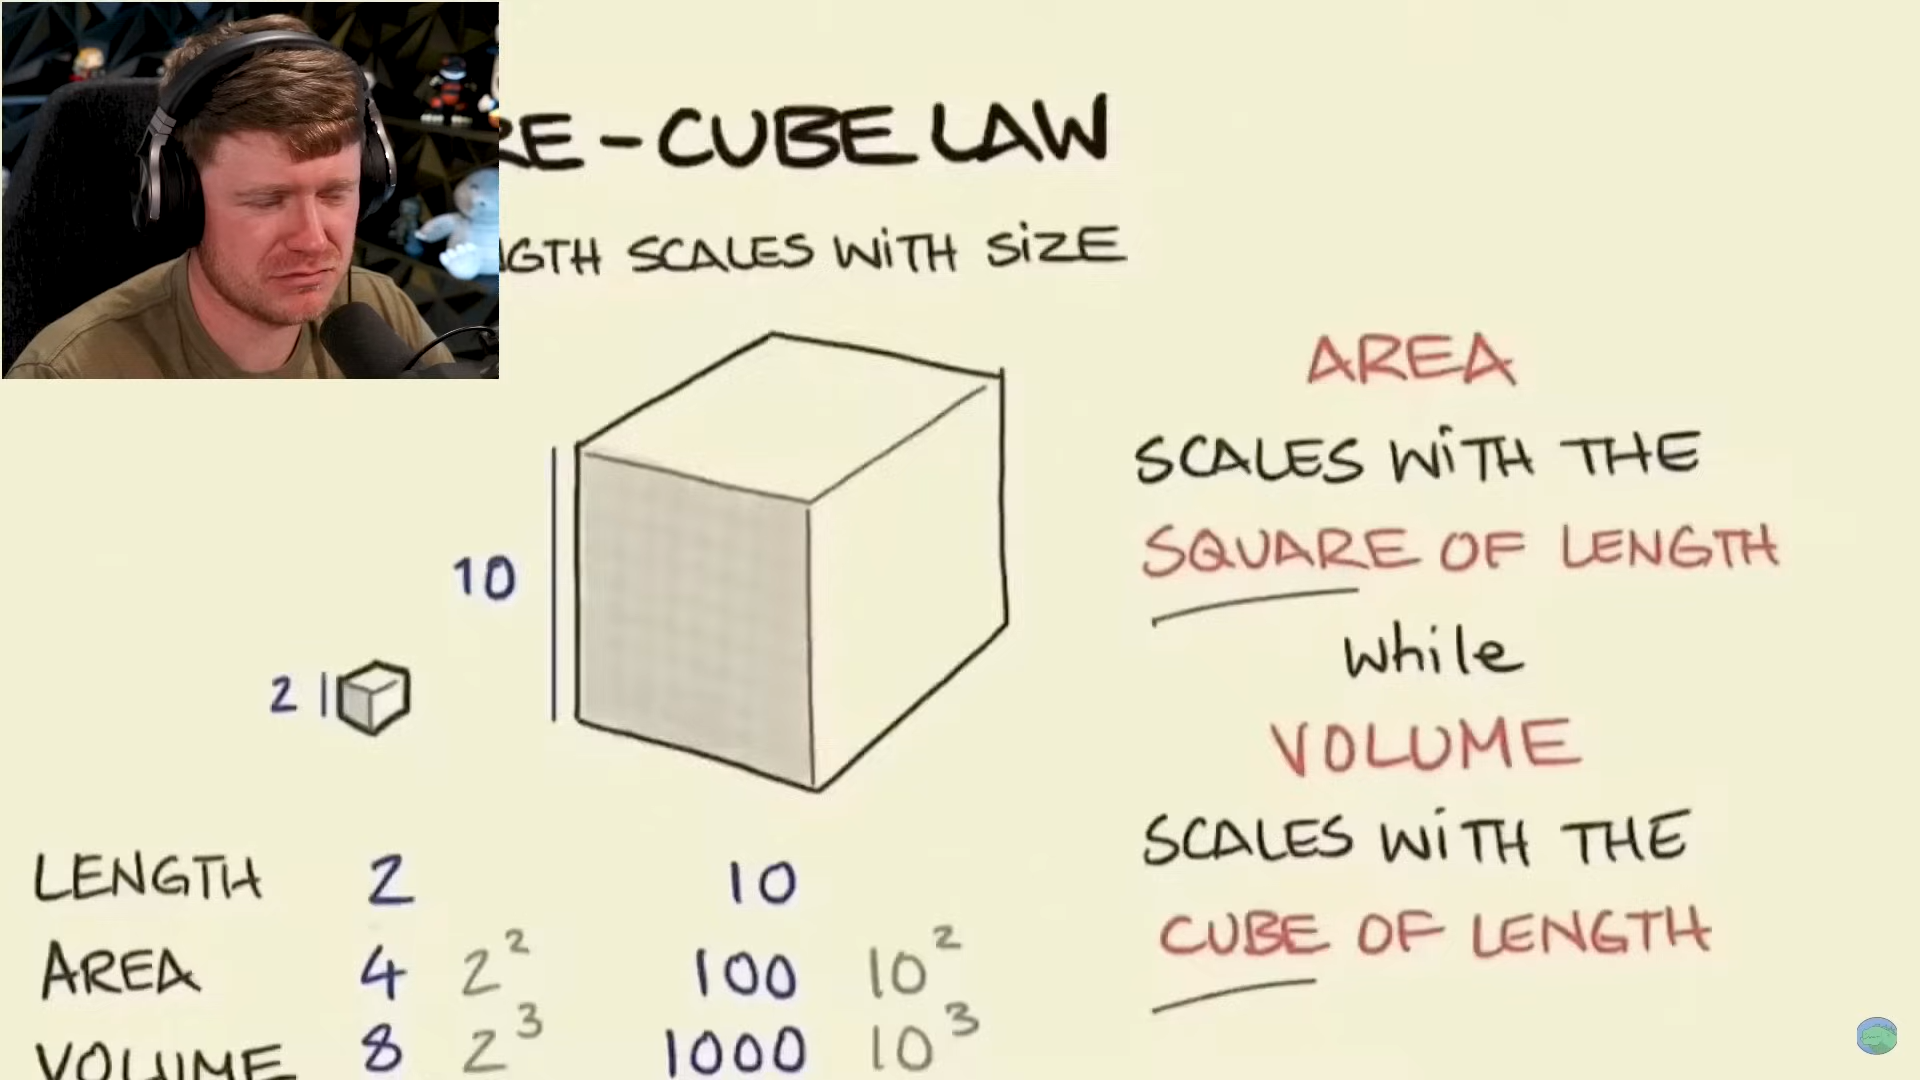 RE-CUBE LAW
GTH SCALES WITH SIZE
10
2
AREA
SCALES WITH THE
SQUARE OF LENGTH
while
VOLUME
SCALES WITH THE
CUBE OF LENGTH
LENGTH 2 10
AREA 4 2² 100 10²
VOLUME 8 2³ 1000 10³